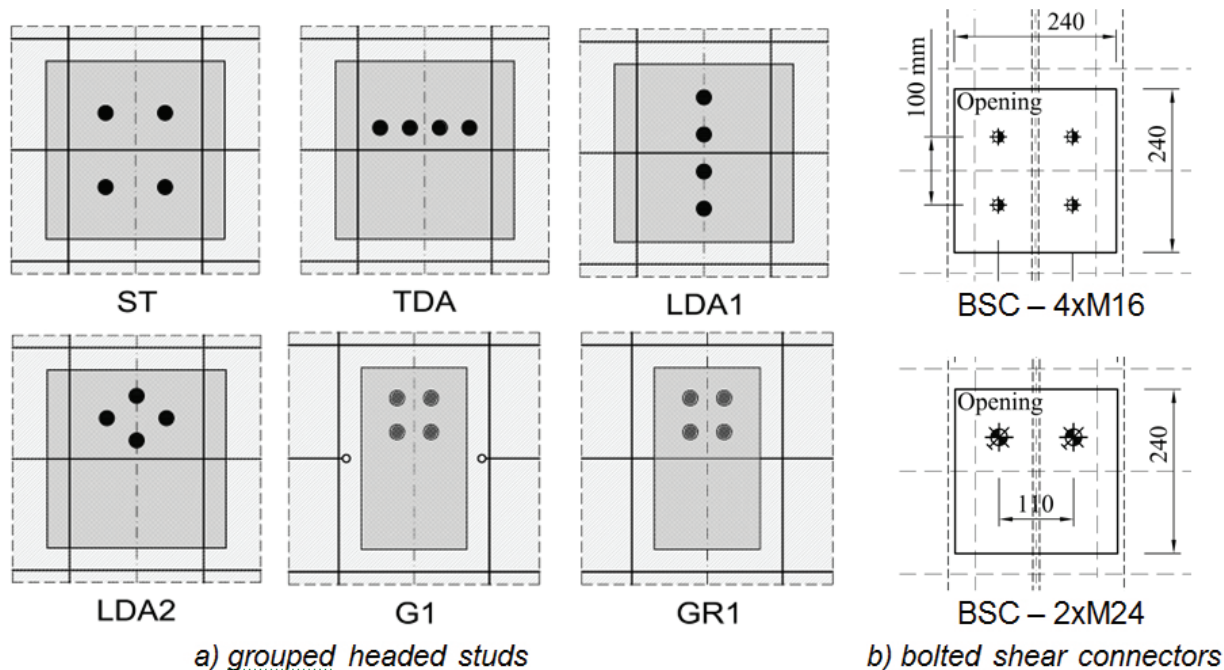 ST
TDA
LDA1
LDA2
G1
GR1
a) grouped headed studs
240
100 mm
Opening
240
BSC – 4xM16
Opening
240
110
BSC – 2xM24
b) bolted shear connectors